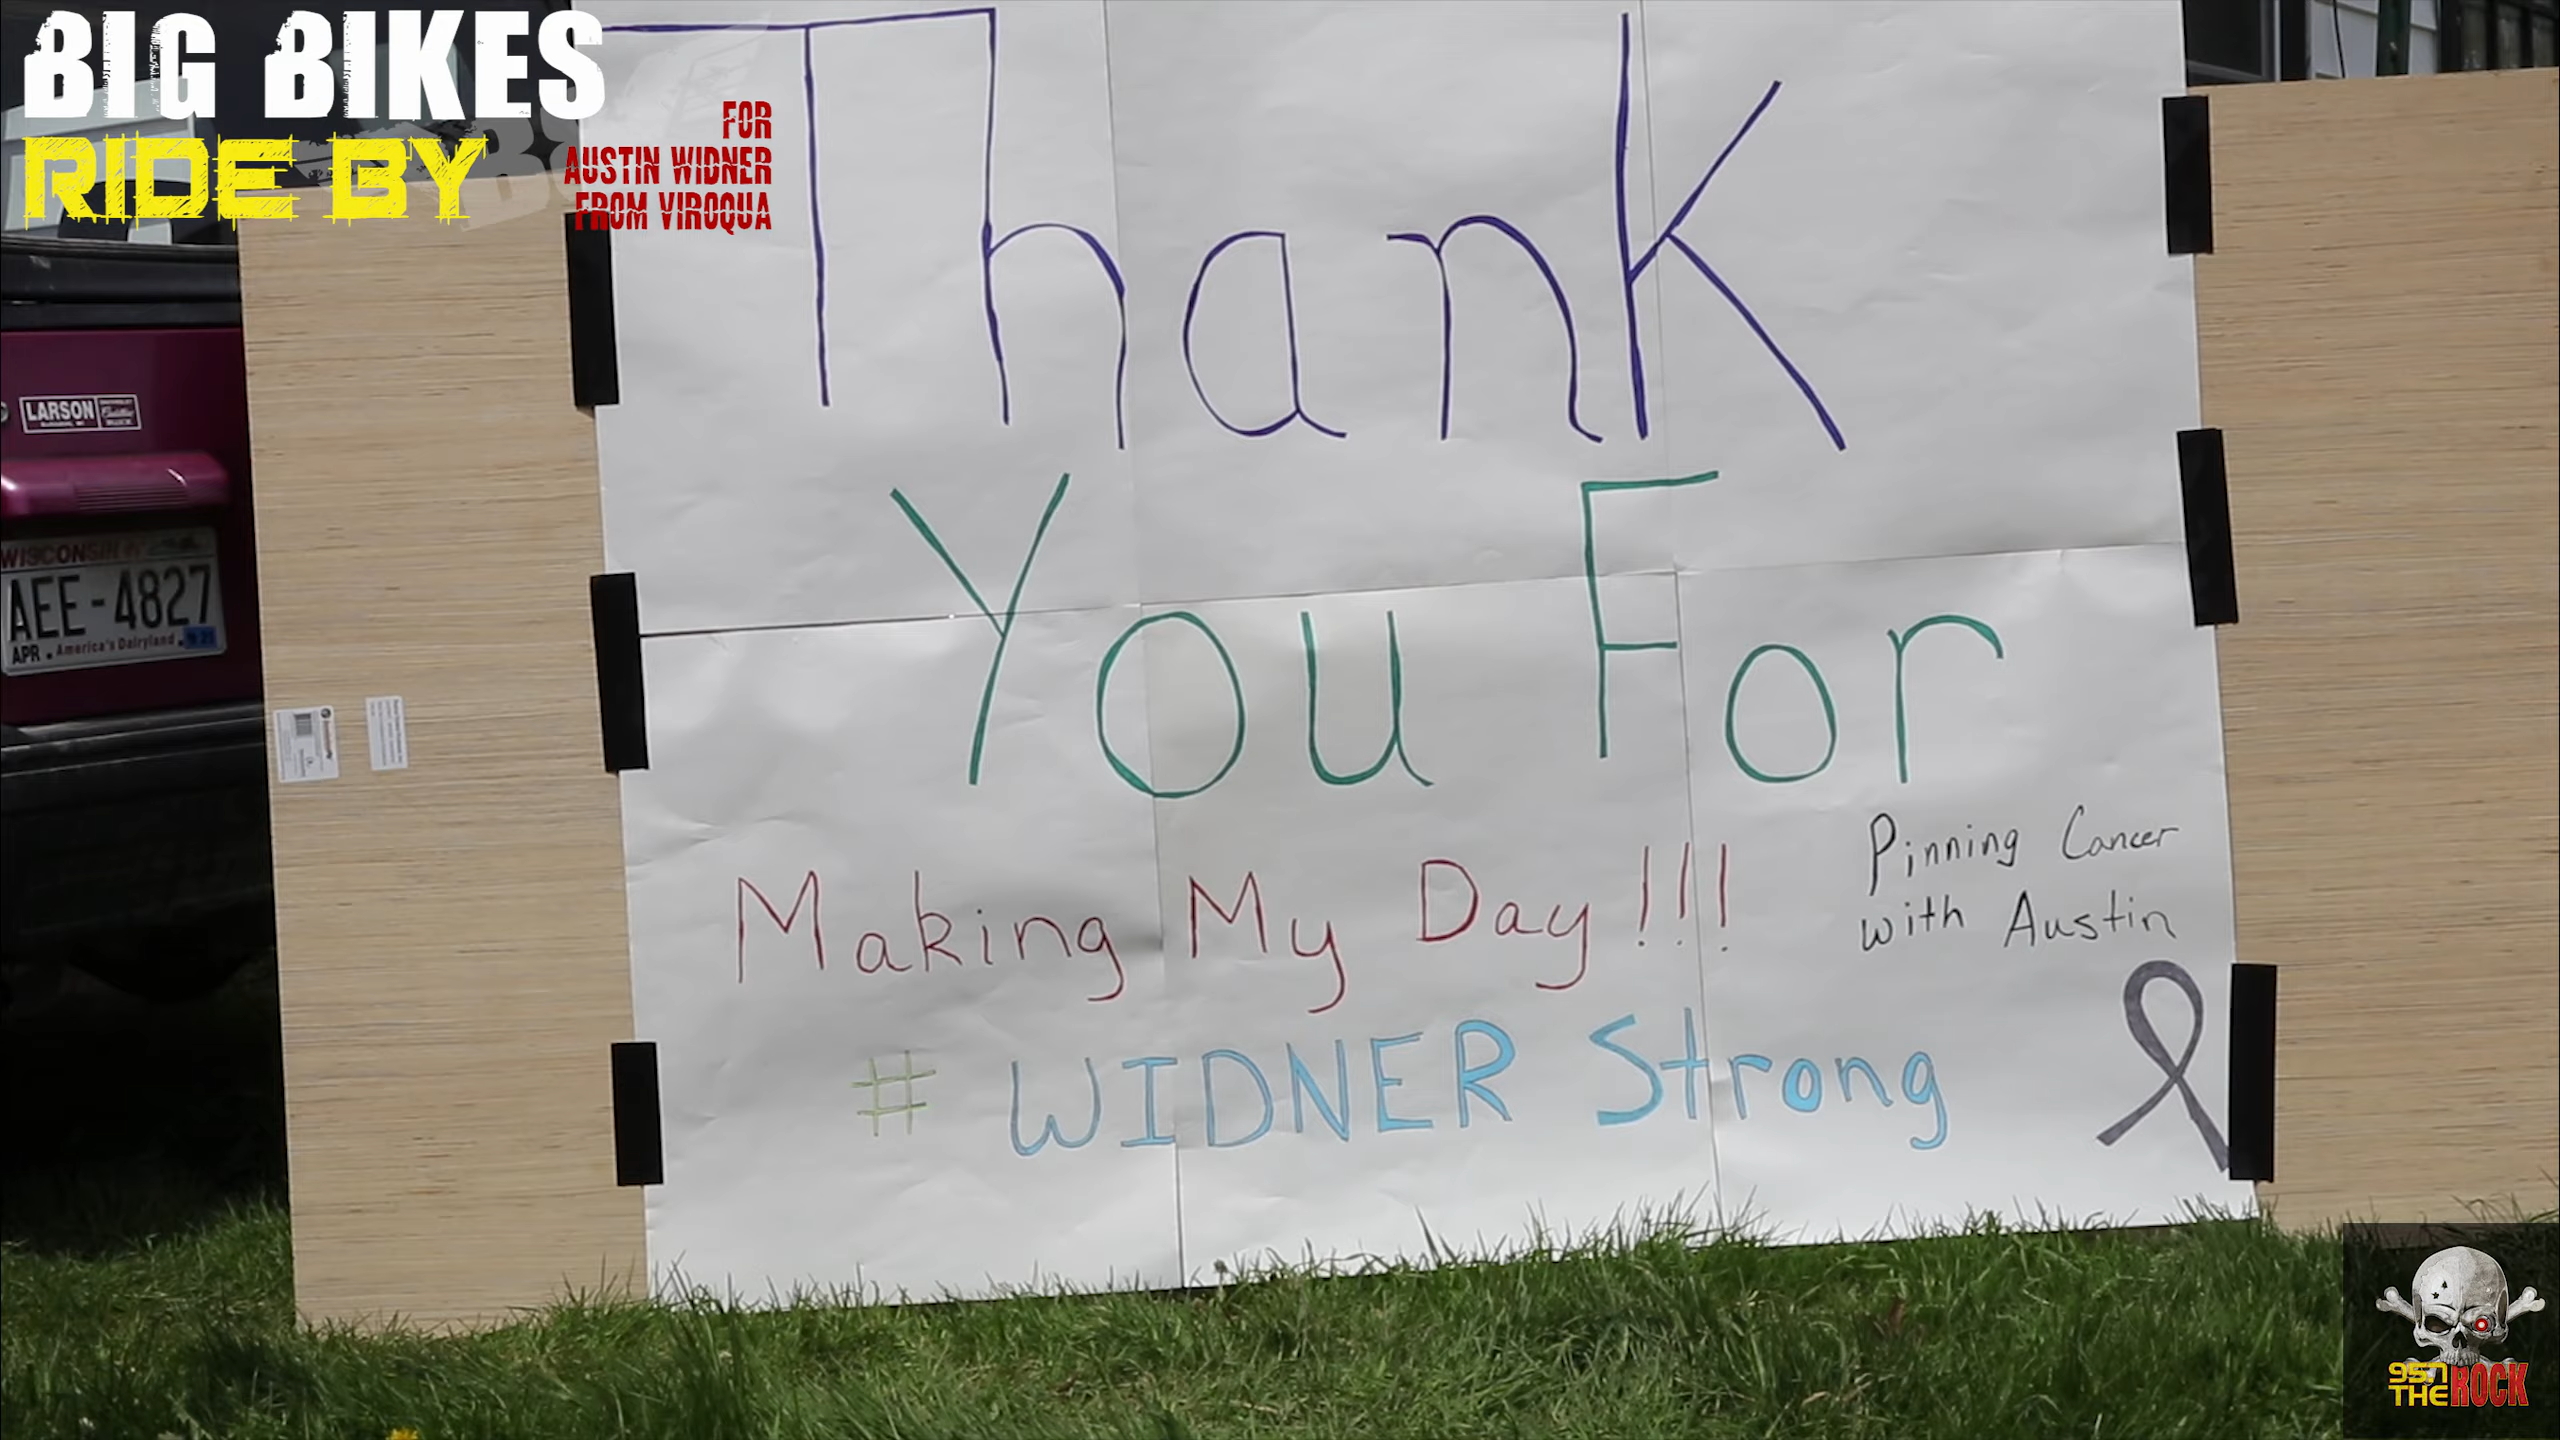 BIG BIKES
RIDE BY
FOR
AUSTIN WIDNER
FROM VIROQUA
Thank
You For
Making My Day!!!
Pinning Cancer
with Austin
# WIDNER Strong
LARSON
WISCONSIN
AEE-4827
APR America's Dairyland
95.7
THE ROCK